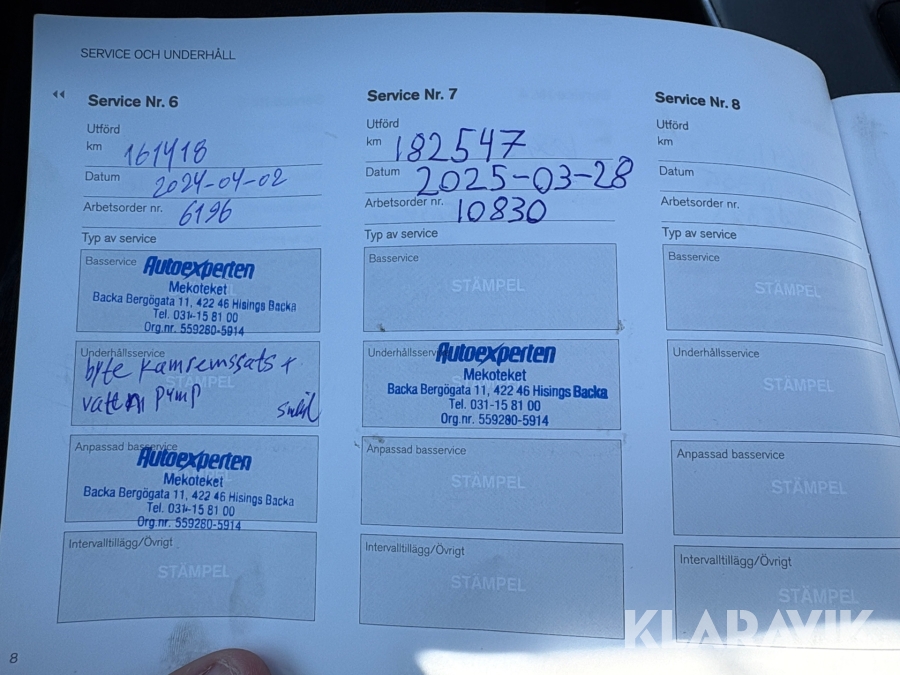 SERVICE OCH UNDERHÅLL
Service Nr. 6
Utförd
km 161418
Datum 2024-04-02
Arbetsorder nr. 6196
Typ av service
Basservice
Autoexperten
Mekoteket
Backa Bergögata 11, 422 46 Hisings Backa
Tel. 031-15 81 00
Org.nr. 559280-5914
Underhållsservice
byte kamremssats +
vatten pump
Anpassad basservice
Autoexperten
Mekoteket
Backa Bergögata 11, 422 46 Hisings Backa
Tel. 031-15 81 00
Org.nr. 559280-5914
Intervalltillägg/Övrigt
STÄMPEL
Service Nr. 7
Utförd
km 182547
Datum 2025-03-28
Arbetsorder nr. 10830
Typ av service
Basservice
STÄMPEL
Underhållsservice
Autoexperten
Mekoteket
Backa Bergögata 11, 422 46 Hisings Backa
Tel. 031-15 81 00
Org.nr. 559280-5914
Anpassad basservice
STÄMPEL
Intervalltillägg/Övrigt
STÄMPEL
Service Nr. 8
Utförd
km
Datum
Arbetsorder nr.
Typ av service
Basservice
STÄMPEL
Underhållsservice
STÄMPEL
Anpassad basservice
STÄMPEL
Intervalltillägg/Övrigt
STÄMPEL
8
KLARAVIK